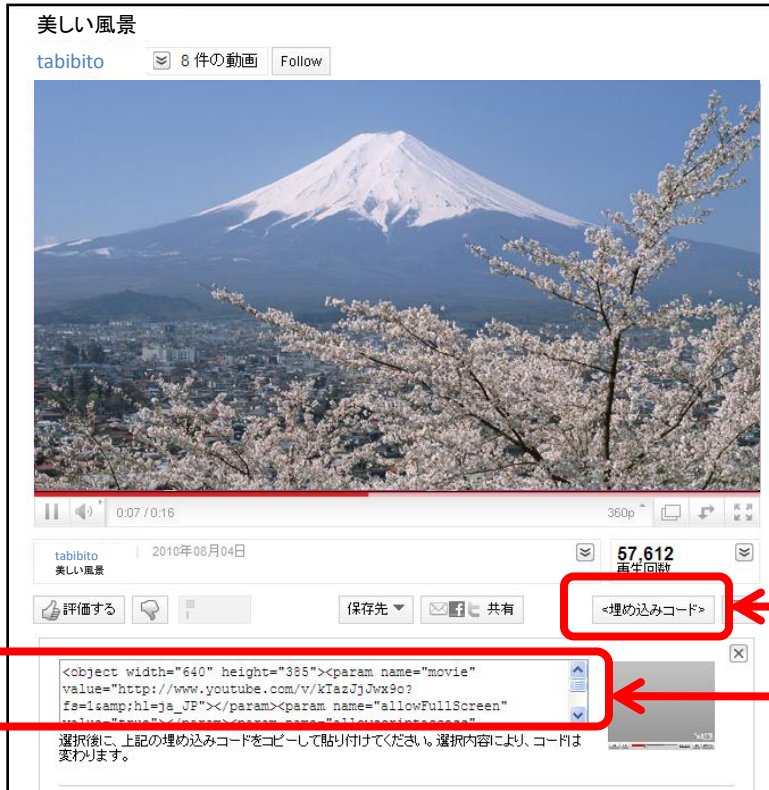 美しい風景
tabibito 8 件の動画 Follow
0:07 / 0:16 360p
tabibito 2010年08月04日 57,612
美しい風景 再生回数
評価する 保存先 共有 <埋め込みコード>
<object width="640" height="385"><param name="movie"
value="http://www.youtube.com/v/kTazJjJwx9o?
fs=1&amp;hl=ja_JP"></param><param name="allowFullScreen"
value="true"></param><param name="allowscriptaccess"
選択後に、上記の埋め込みコードをコピーして貼り付けてください。選択内容により、コードは
変わります。